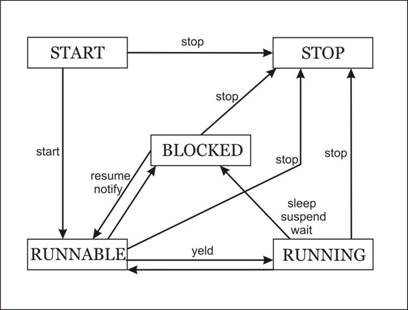 START
stop
STOP
stop
BLOCKED
start
resume
notify
stop
stop
sleep
suspend
wait
RUNNABLE
yeld
RUNNING